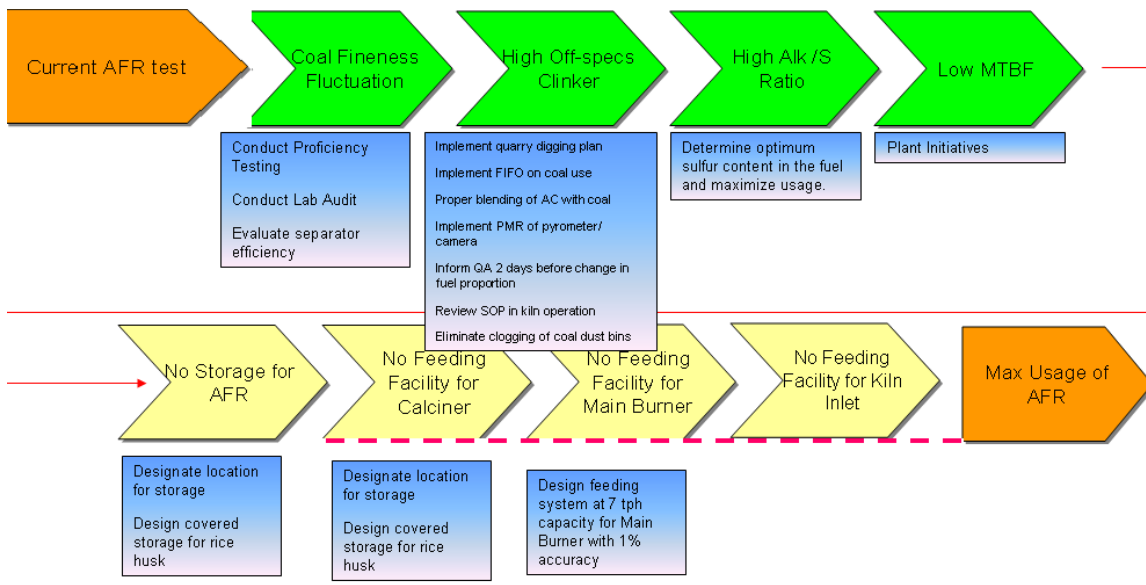 Current AFR test
Coal Fineness
Fluctuation
High Off-specs
Clinker
High Alk /S
Ratio
Low MTBF
Conduct Proficiency
Testing
Conduct Lab Audit
Evaluate separator
efficiency
Implement quarry digging plan
Implement FIFO on coal use
Proper blending of AC with coal
Implement PMR of pyrometer/
camera
Inform QA 2 days before change in
fuel proportion
Review SOP in kiln operation
Eliminate clogging of coal dust bins
Determine optimum
sulfur content in the fuel
and maximize usage.
Plant Initiatives
No Storage for
AFR
No Feeding
Facility for
Calciner
No Feeding
Facility for
Main Burner
No Feeding
Facility for Kiln
Inlet
Max Usage of
AFR
Designate location
for storage
Design covered
storage for rice
husk
Designate location
for storage
Design covered
storage for rice
husk
Design feeding
system at 7 tph
capacity for Main
Burner with 1%
accuracy